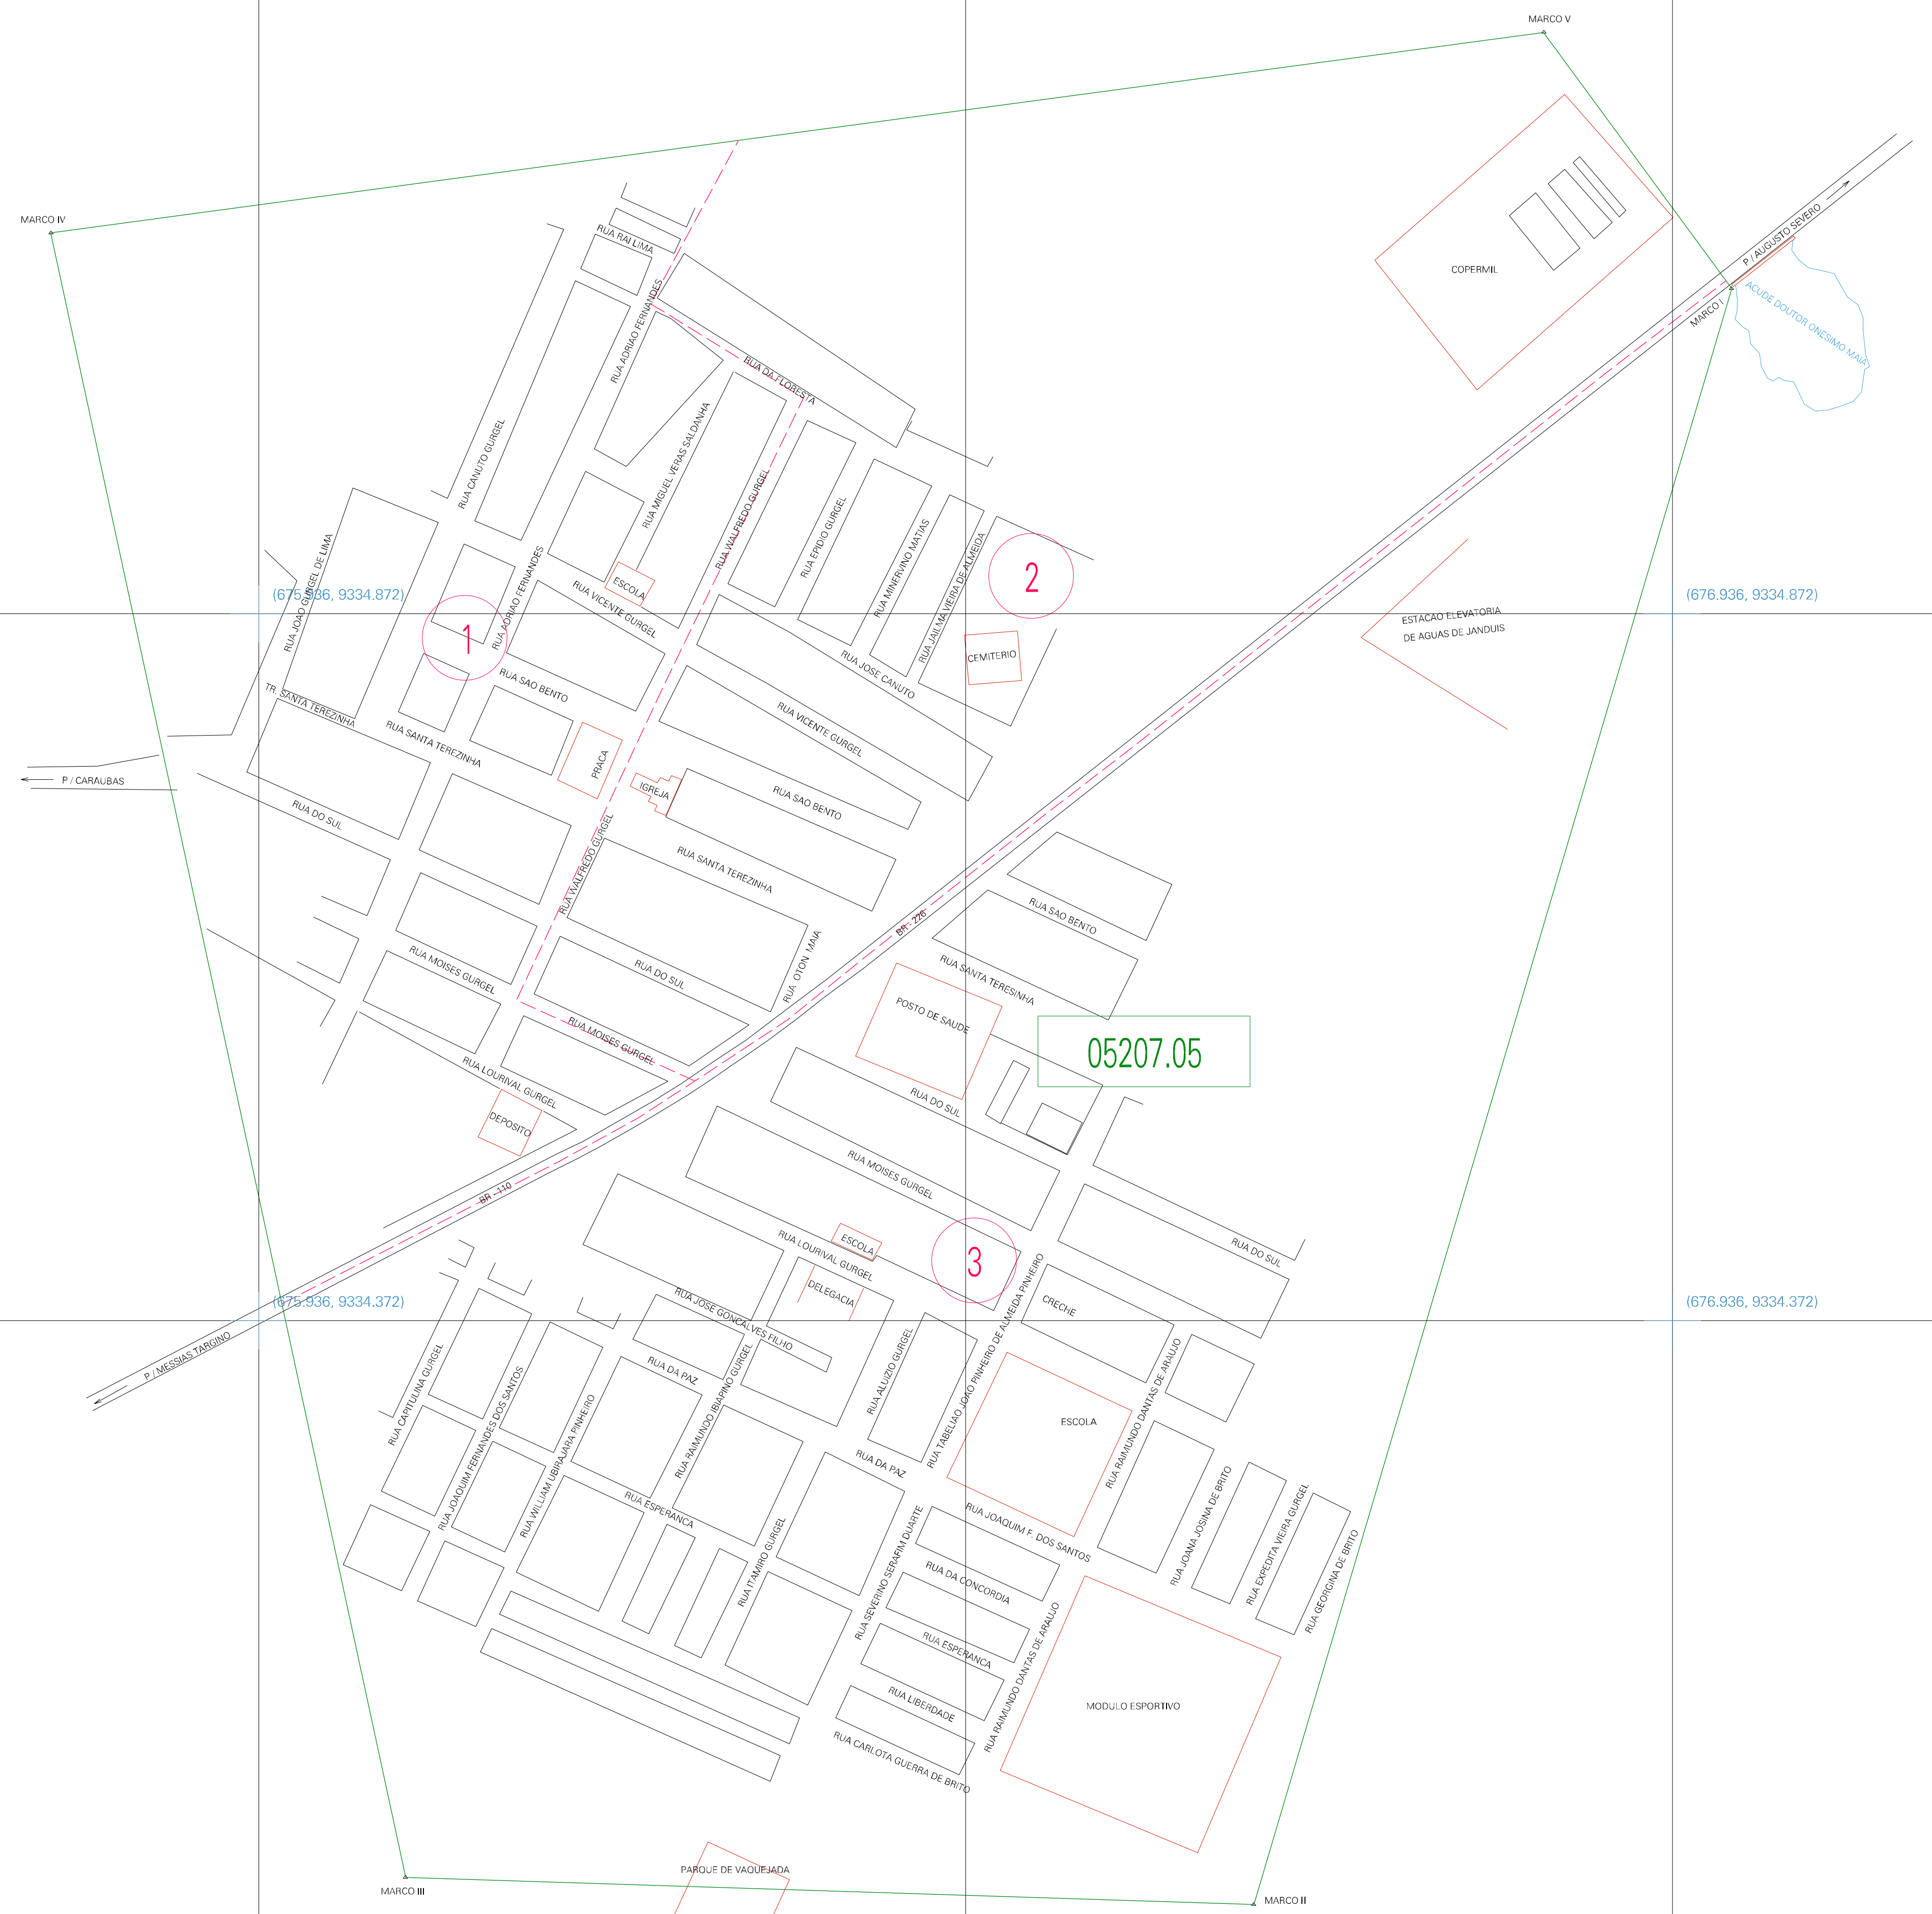 MARCO V
MARCO IV
RUA RAI LIMA
P / AUGUSTO SEVERO
COPERMIL
ACUDE DOUTOR ONESIMO MAIA
MARCO I
RUA ADRIAO FERNANDES
RUA DA FLORESTA
RUA CANUTO GURGEL
RUA MIGUEL VERAS SALDANHA
RUA WALFREDO GURGEL
RUA EPIDIO GURGEL
RUA MINERVINO MATIAS
RUA JAILMA VIEIRA DE ALMEIDA
2
RUA JOAO GURGEL DE LIMA
(675.936, 9334.872)
(676.936, 9334.872)
ESCOLA
RUA VICENTE GURGEL
RUA ADRIAO FERNANDES
1
ESTACAO ELEVATORIA
DE AGUAS DE JANDUIS
CEMITERIO
RUA JOSE CANUTO
RUA SAO BENTO
TR. SANTA TEREZINHA
RUA SANTA TEREZINHA
RUA VICENTE GURGEL
PRACA
IGREJA
P / CARAUBAS
RUA SAO BENTO
RUA DO SUL
RUA WALFREDO GURGEL
RUA SANTA TEREZINHA
BR - 226
RUA SAO BENTO
RUA OTON MAIA
RUA MOISES GURGEL
RUA DO SUL
RUA SANTA TERESINHA
POSTO DE SAUDE
RUA MOISES GURGEL
05207.05
RUA LOURIVAL GURGEL
DEPOSITO
RUA DO SUL
BR - 110
RUA MOISES GURGEL
RUA DO SUL
ESCOLA
RUA LOURIVAL GURGEL
3
DELEGACIA
(675.936, 9334.372)
(676.936, 9334.372)
RUA JOSE GONCALVES FILHO
CRECHE
P / MESSIAS TARGINO
RUA CAPITULINA GURGEL
RUA DA PAZ
RUA RAIMUNDO IBIAPINO GURGEL
RUA ALUIZIO GURGEL
RUA TABELIAO JOAO PINHEIRO DE ALMEIDA PINHEIRO
RUA RAIMUNDO DANTAS DE ARAUJO
ESCOLA
RUA JOAQUIM FERNANDES DOS SANTOS
RUA WILLIAM UBIRAJARA PINHEIRO
RUA DA PAZ
RUA ESPERANCA
RUA JOAQUIM F. DOS SANTOS
RUA JOANA JOSINA DE BRITO
RUA EXPEDITA VIEIRA GURGEL
RUA GEORGINA DE BRITO
RUA ITAMIRO GURGEL
RUA SEVERINO SERAFIM DUARTE
RUA DA CONCORDIA
RUA ESPERANCA
RUA RAIMUNDO DANTAS DE ARAUJO
RUA LIBERDADE
MODULO ESPORTIVO
RUA CARLOTA GUERRA DE BRITO
PARQUE DE VAQUEJADA
MARCO III
MARCO II